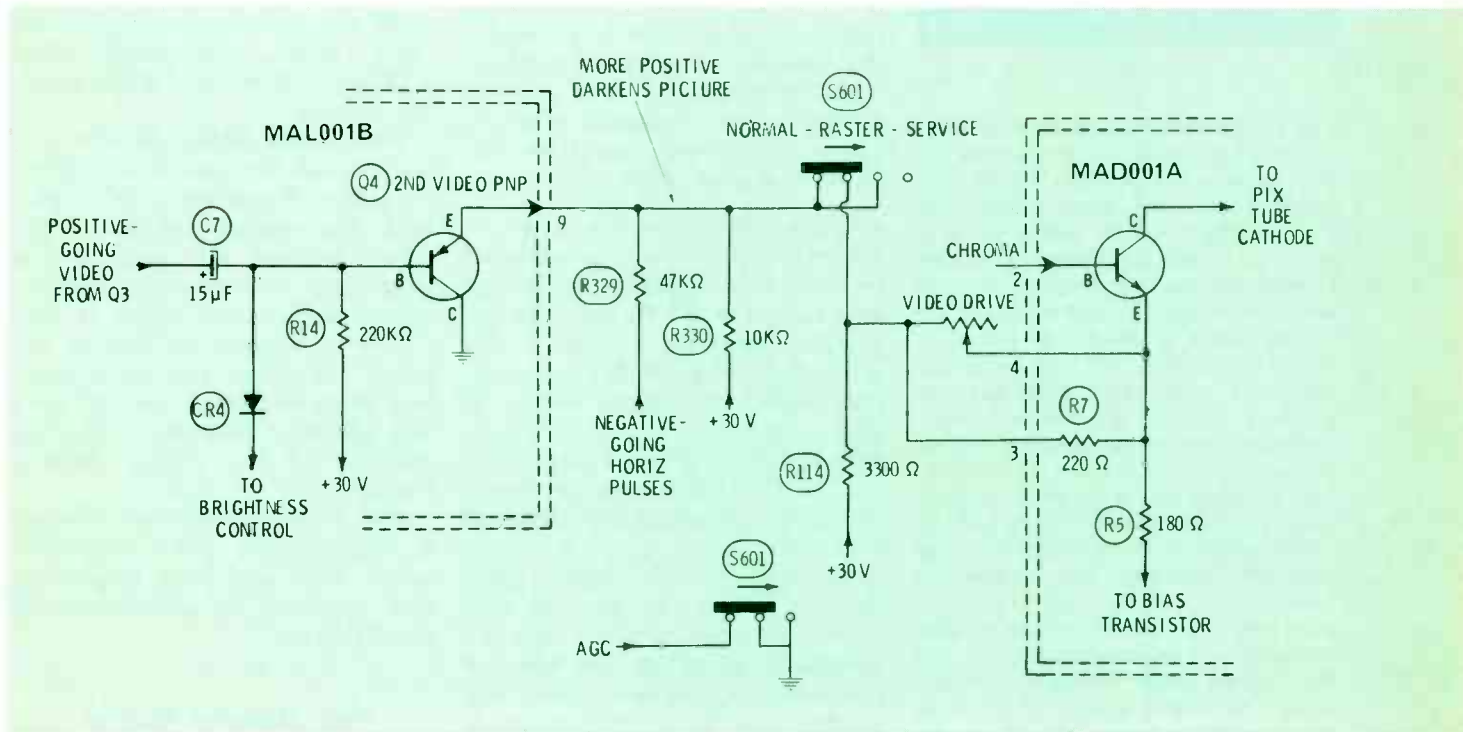 MORE POSITIVE
DARKENS PICTURE
S601
NORMAL - RASTER - SERVICE
MAL001B
MAD001A
TO
PIX
TUBE
CATHODE
Q4 2ND VIDEO PNP
E
9
B
C
POSITIVE-
GOING
VIDEO
FROM Q3
C7
+
15µF
R14
220KΩ
CR4
TO
BRIGHTNESS
CONTROL
+30 V
R329
47KΩ
R330
10KΩ
NEGATIVE-
GOING
HORIZ
PULSES
+30 V
CHROMA
2
C
B
E
VIDEO DRIVE
4
R7
3
220 Ω
R114
3300 Ω
+30V
R5
180 Ω
TO BIAS
TRANSISTOR
S601
AGC